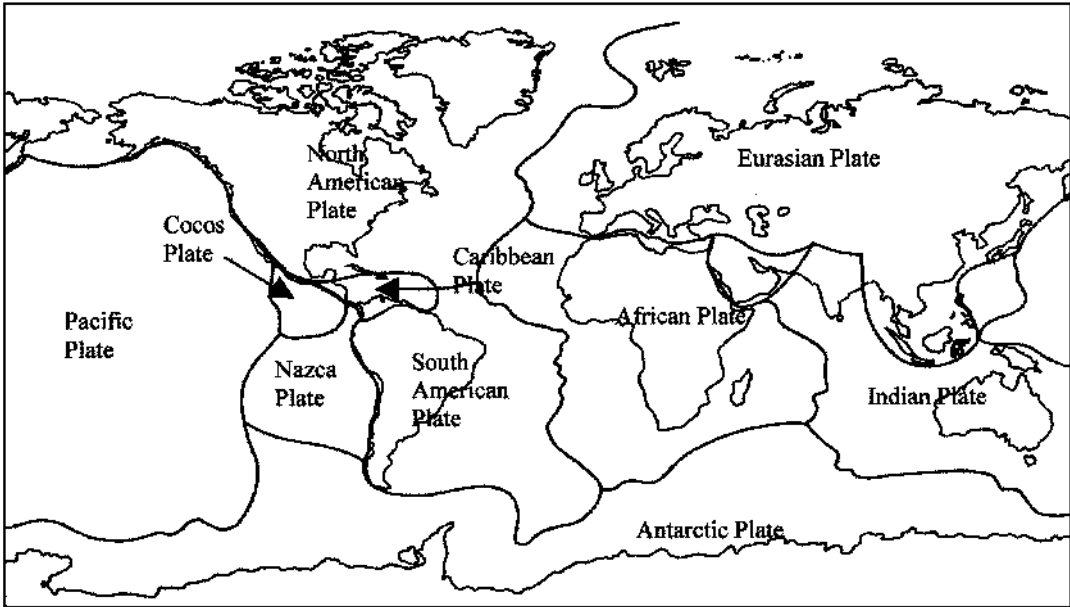 North
American
Plate
Eurasian Plate
Cocos
Plate
Caribbean
Plate
Pacific
Plate
African Plate
Nazca
Plate
South
American
Plate
Indian Plate
Antarctic Plate